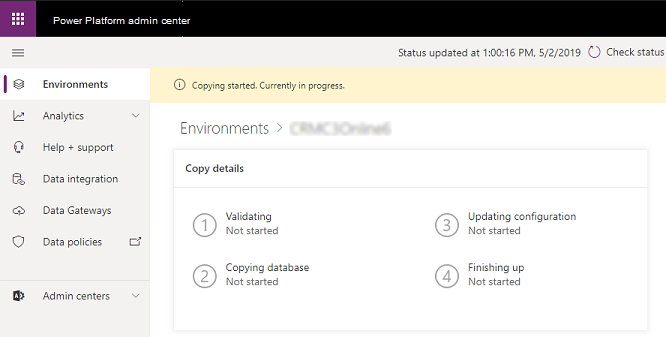 Power Platform admin center
Status updated at 1:00:16 PM, 5/2/2019 Check status
Environments
Analytics
Help + support
Data integration
Data Gateways
Data policies
Admin centers
Copying started. Currently in progress.
Environments >
Copy details
1 Validating
Not started
2 Copying database
Not started
3 Updating configuration
Not started
4 Finishing up
Not started